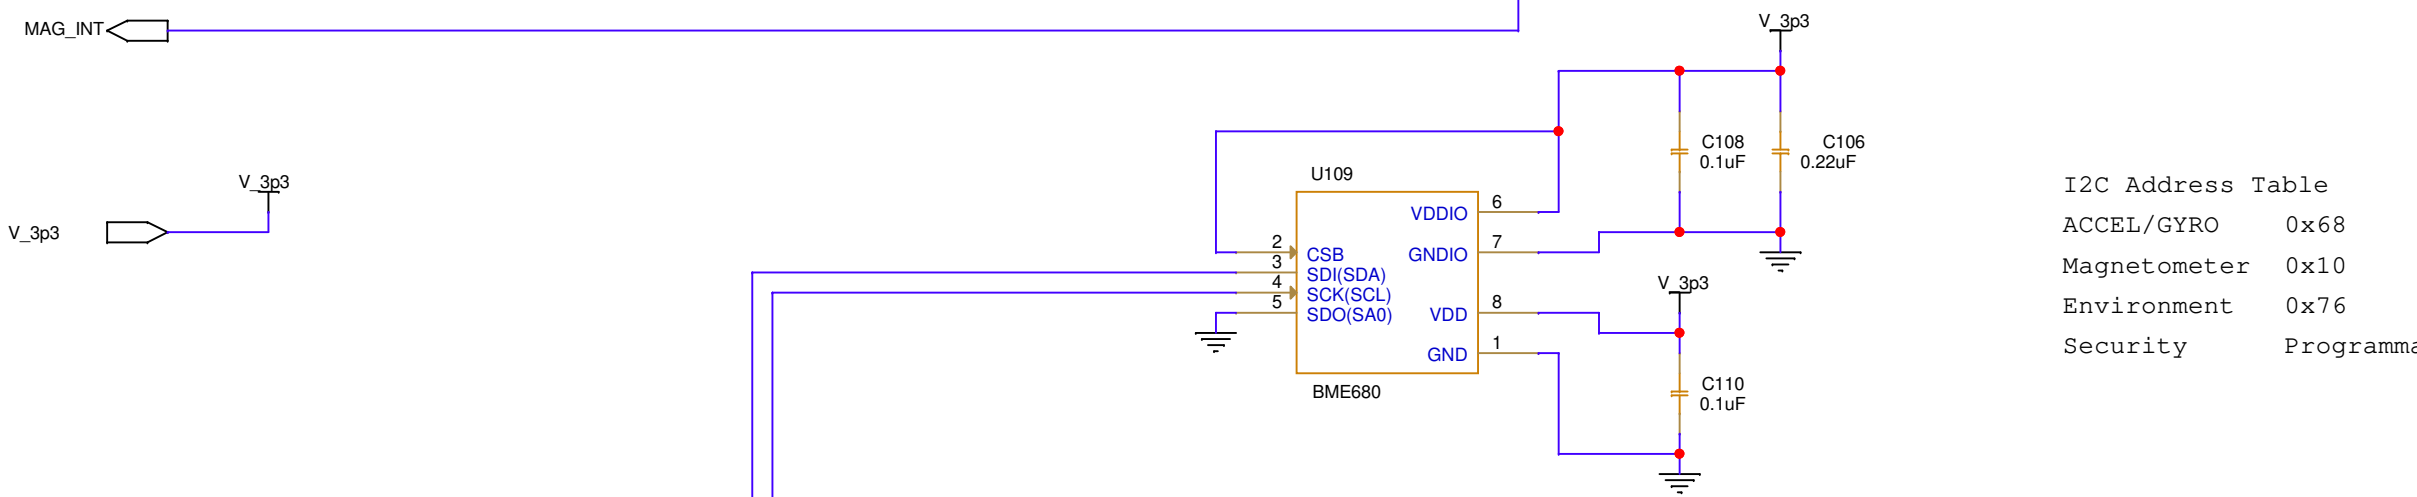 MAG_INT
V_3p3
V_3p3
V_3p3
C108
0.1uF
C106
0.22uF
U109
VDDIO 6
2 CSB
GNDIO 7
3 SDI(SDA)
4 SCK(SCL)
5 SDO(SA0)
VDD 8
GND 1
BME680
V_3p3
C110
0.1uF
I2C Address Table
ACCEL/GYRO 0x68
Magnetometer 0x10
Environment 0x76
Security